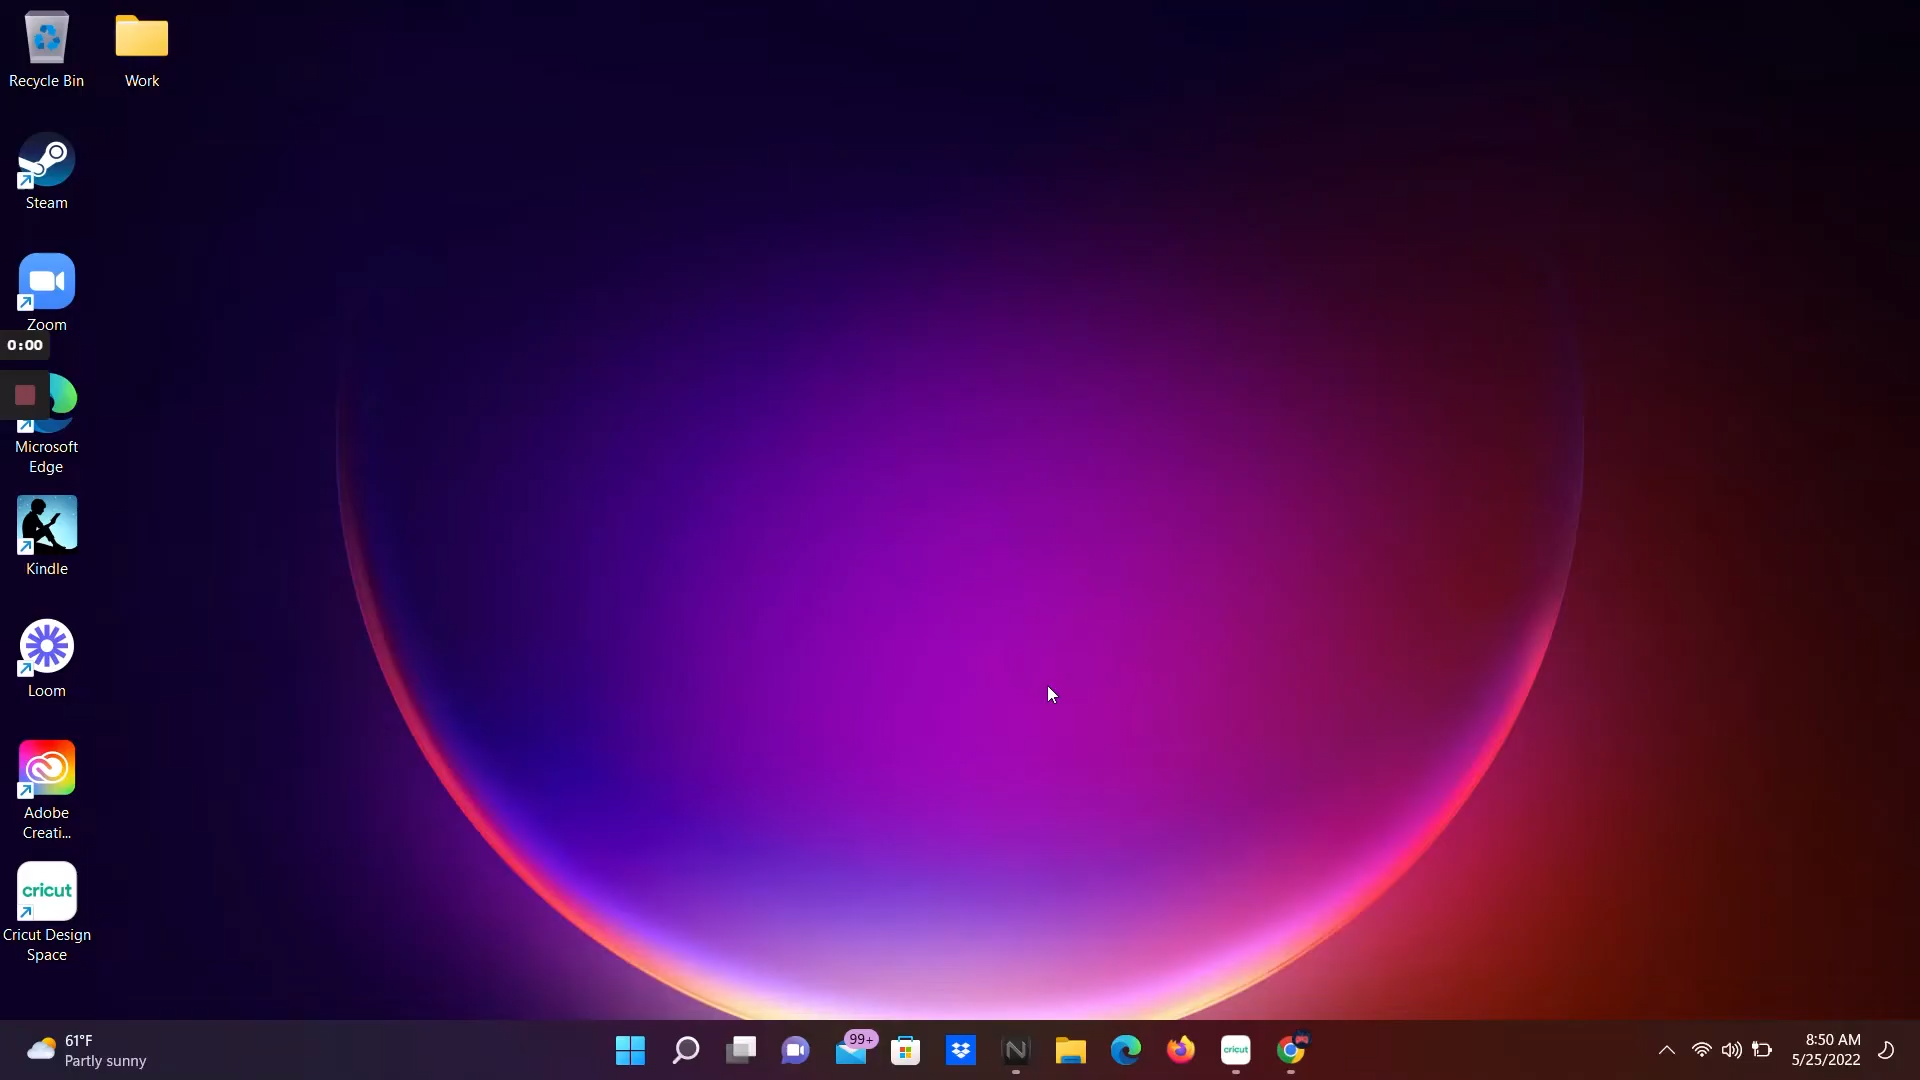 Recycle Bin
Work
Steam
Zoom
0:00
Microsoft
Edge
Kindle
Loom
Adobe
Creati...
cricut
Cricut Design
Space
61°F
Partly sunny
99+
N
cricut
8:50 AM
5/25/2022